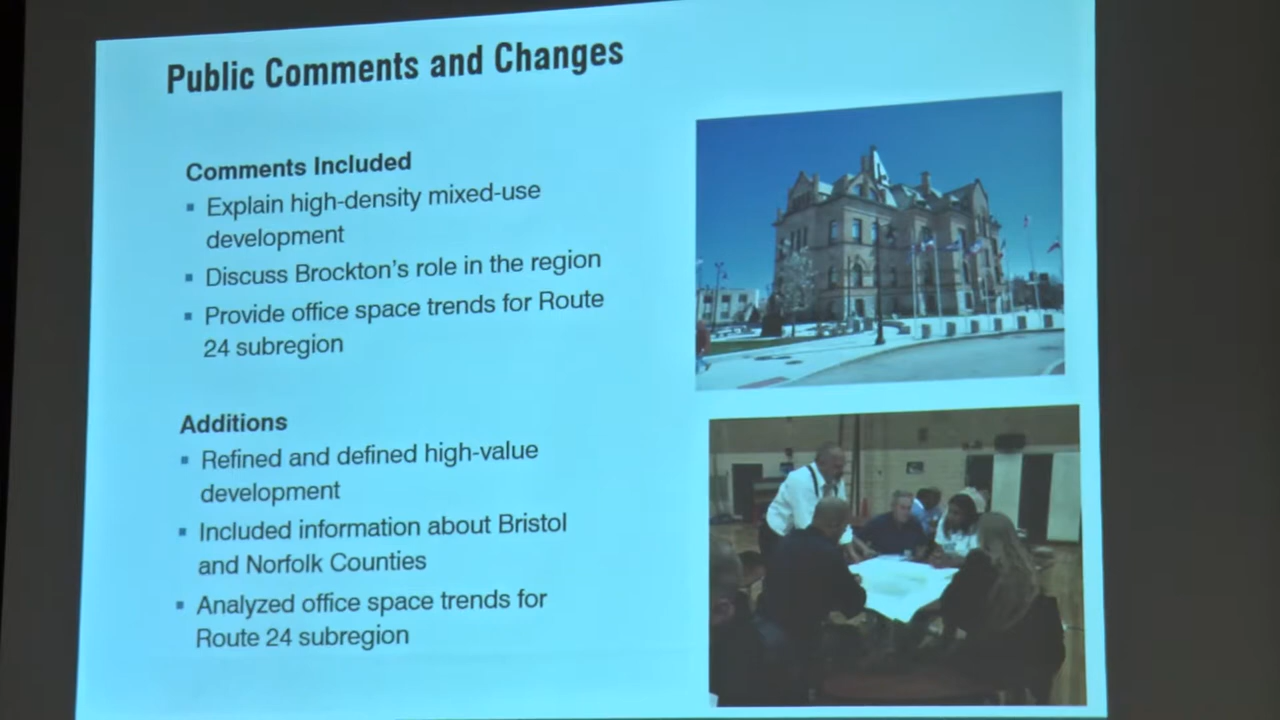 Public Comments and Changes
Comments Included
▪ Explain high-density mixed-use
development
▪ Discuss Brockton's role in the region
▪ Provide office space trends for Route
24 subregion
Additions
▪ Refined and defined high-value
development
▪ Included information about Bristol
and Norfolk Counties
▪ Analyzed office space trends for
Route 24 subregion